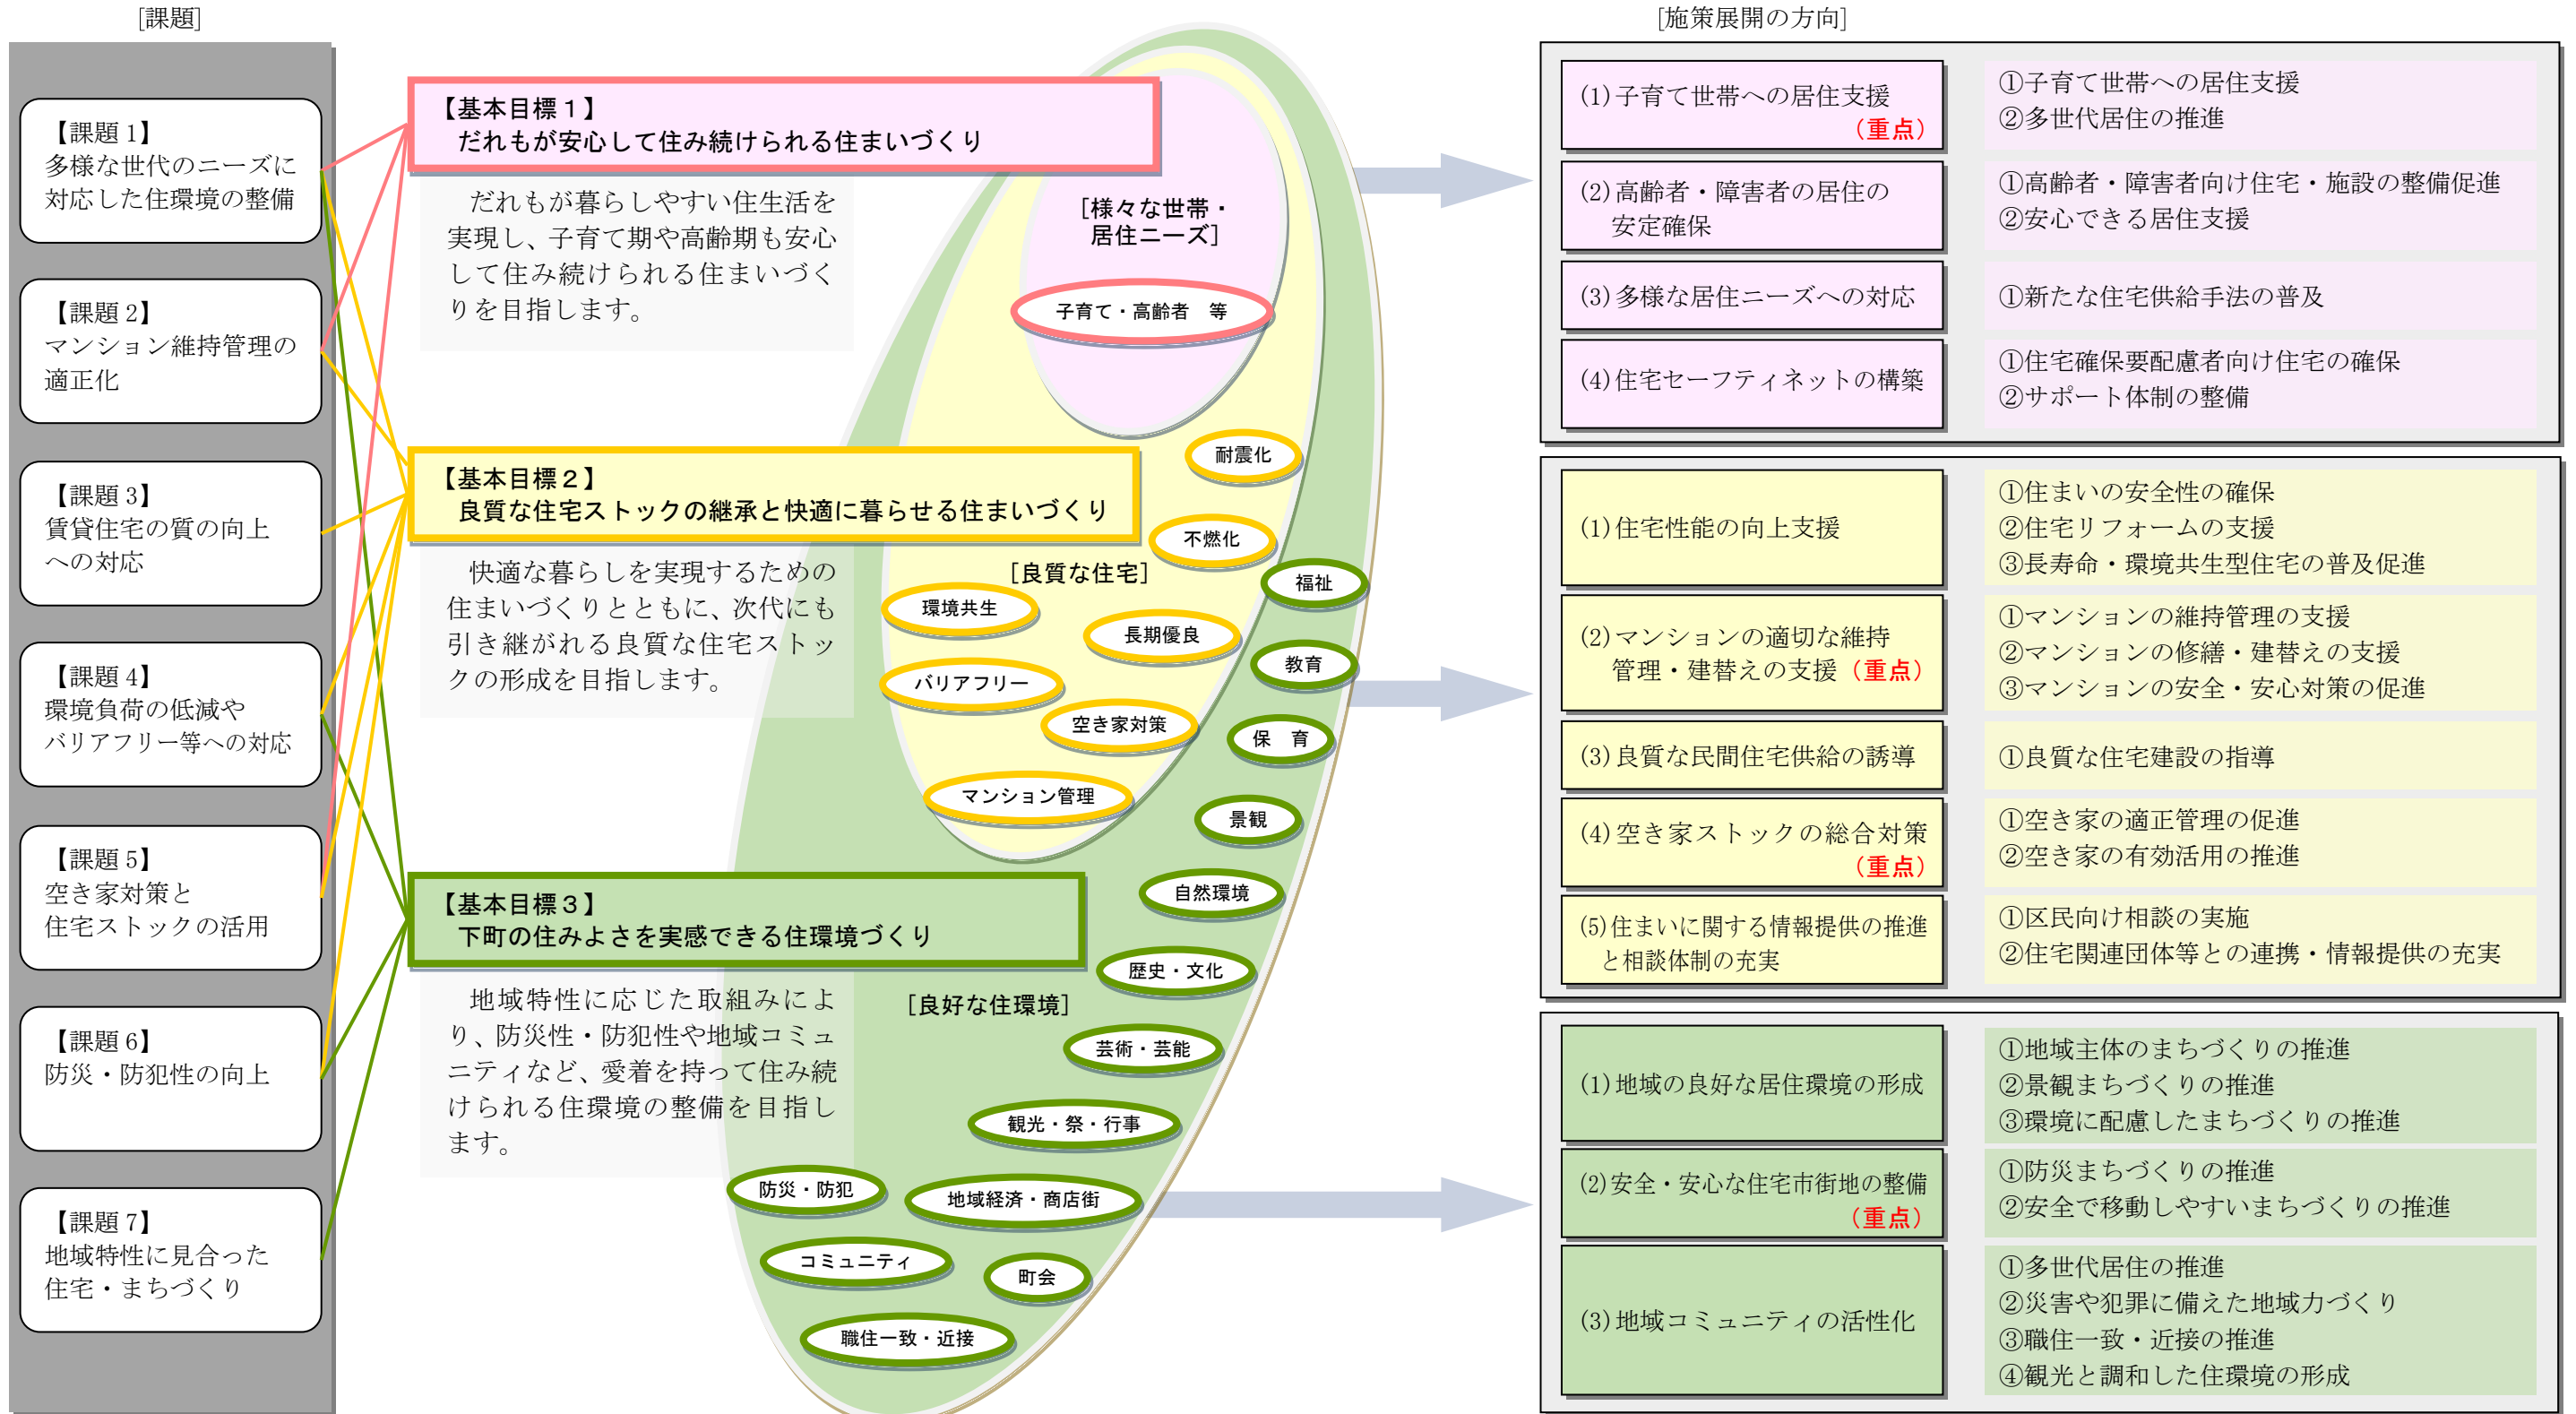 [課題]
【課題 1】
多様な世代のニーズに
対応した住環境の整備
【課題 2】
マンション維持管理の
適正化
【課題 3】
賃貸住宅の質の向上
への対応
【課題 4】
環境負荷の低減や
バリアフリー等への対応
【課題 5】
空き家対策と
住宅ストックの活用
【課題 6】
防災・防犯性の向上
【課題 7】
地域特性に見合った
住宅・まちづくり
【基本目標１】
だれもが安心して住み続けられる住まいづくり
だれもが暮らしやすい住生活を
実現し、子育て期や高齢期も安心
して住み続けられる住まいづく
りを目指します。
【基本目標２】
良質な住宅ストックの継承と快適に暮らせる住まいづくり
快適な暮らしを実現するための
住まいづくりとともに、次代にも
引き継がれる良質な住宅ストッ
クの形成を目指します。
【基本目標３】
下町の住みよさを実感できる住環境づくり
地域特性に応じた取組みによ
り、防災性・防犯性や地域コミュ
ニティなど、愛着を持って住み続
けられる住環境の整備を目指し
ます。
[様々な世帯・
居住ニーズ]
子育て・高齢者　等
耐震化
不燃化
[良質な住宅]
環境共生
長期優良
バリアフリー
空き家対策
マンション管理
福祉
教育
保　育
景観
自然環境
歴史・文化
[良好な住環境]
芸術・芸能
観光・祭・行事
防災・防犯
地域経済・商店街
コミュニティ
町会
職住一致・近接
[施策展開の方向]
(1)子育て世帯への居住支援
（重点）
①子育て世帯への居住支援
②多世代居住の推進
(2)高齢者・障害者の居住の
安定確保
①高齢者・障害者向け住宅・施設の整備促進
②安心できる居住支援
(3)多様な居住ニーズへの対応
①新たな住宅供給手法の普及
(4)住宅セーフティネットの構築
①住宅確保要配慮者向け住宅の確保
②サポート体制の整備
(1)住宅性能の向上支援
①住まいの安全性の確保
②住宅リフォームの支援
③長寿命・環境共生型住宅の普及促進
(2)マンションの適切な維持
管理・建替えの支援（重点）
①マンションの維持管理の支援
②マンションの修繕・建替えの支援
③マンションの安全・安心対策の促進
(3)良質な民間住宅供給の誘導
①良質な住宅建設の指導
(4)空き家ストックの総合対策
（重点）
①空き家の適正管理の促進
②空き家の有効活用の推進
(5)住まいに関する情報提供の推進
と相談体制の充実
①区民向け相談の実施
②住宅関連団体等との連携・情報提供の充実
(1)地域の良好な居住環境の形成
①地域主体のまちづくりの推進
②景観まちづくりの推進
③環境に配慮したまちづくりの推進
(2)安全・安心な住宅市街地の整備
（重点）
①防災まちづくりの推進
②安全で移動しやすいまちづくりの推進
(3)地域コミュニティの活性化
①多世代居住の推進
②災害や犯罪に備えた地域力づくり
③職住一致・近接の推進
④観光と調和した住環境の形成